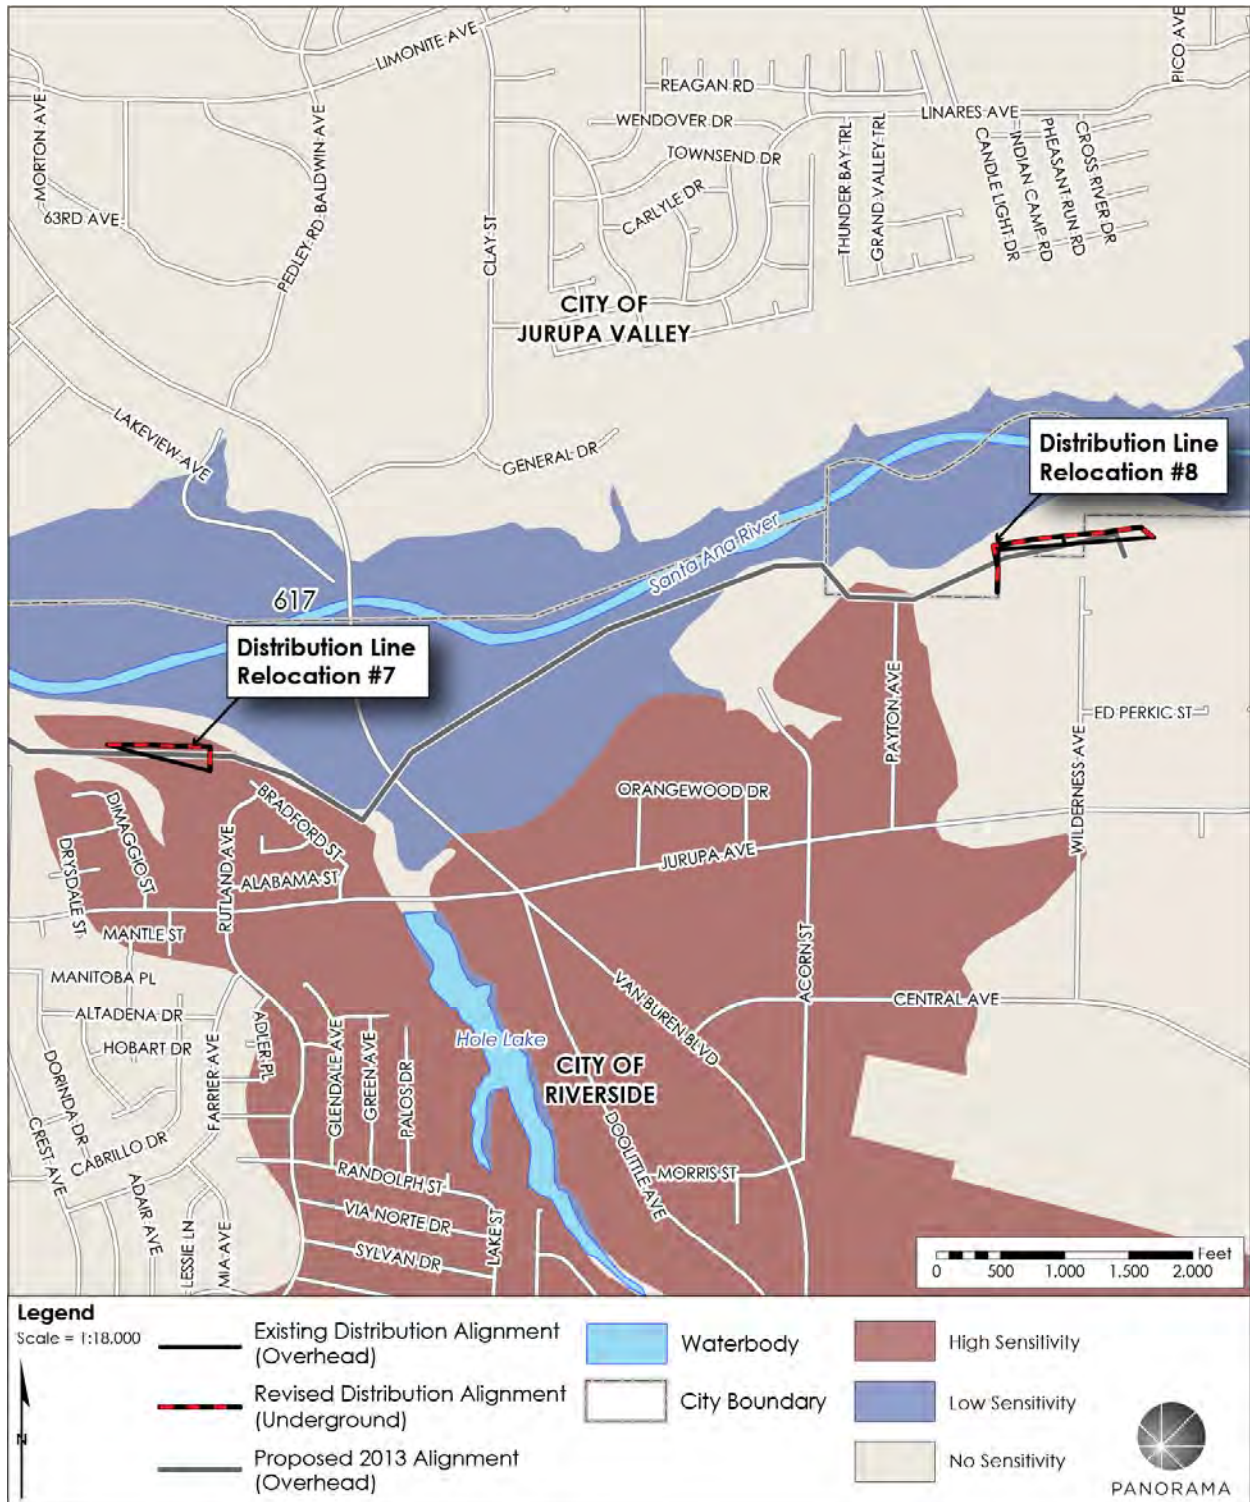 LIMONITE AVE
PICO AVE
REAGAN RD
LINARES AVE
WENDOVER DR
TOWNSEND DR
CARLYLE DR
THUNDER BAY TRL
GRAND VALLEY TRL
CANDLE LIGHT DR
INDIAN CAMP RD
PHEASANT RUN RD
CROSS RIVER DR
MORTON AVE
63RD AVE
PEDLEY RD BALDWIN AVE
CLAY ST
CITY OF
JURUPA VALLEY
LAKEVIEW AVE
GENERAL DR
Distribution Line
Relocation #8
Santa Ana River
617
Distribution Line
Relocation #7
PAYTON AVE
ED PERKIC ST
WILDERNESS AVE
ORANGEWOOD DR
JURUPA AVE
BRADFORD ST
DIMAGGIO ST
DRYSDALE ST
RUTLAND AVE
ALABAMA ST
MANTLE ST
MANITOBA PL
ALTADENA DR
HOBART DR
DORINDA DR
CREST AVE
CABRILLO DR
FARRIER AVE
ADLER PL
ADAIR AVE
LESSIE LN
MIA AVE
GLENDALE AVE
GREEN AVE
PALOS DR
RANDOLPH ST
VIA NORTE DR
SYLVAN DR
LAKE ST
Hole Lake
CITY OF
RIVERSIDE
VAN BUREN BLVD
ACORN ST
CENTRAL AVE
DOOLITTLE AVE
MORRIS ST
Feet
0 500 1,000 1,500 2,000
Legend
Scale = 1:18,000
N
Existing Distribution Alignment
(Overhead)
Revised Distribution Alignment
(Underground)
Proposed 2013 Alignment
(Overhead)
Waterbody
City Boundary
High Sensitivity
Low Sensitivity
No Sensitivity
PANORAMA